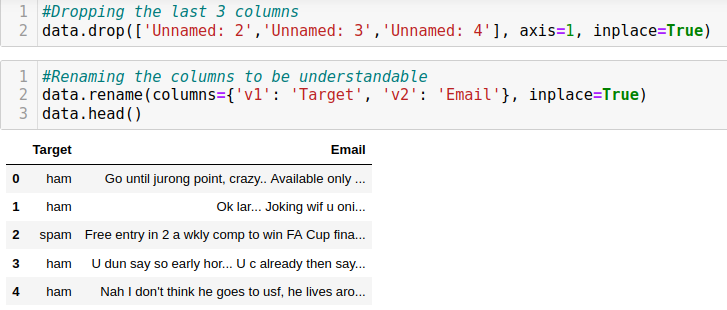 1 #Dropping the last 3 columns
2 data.drop(['Unnamed: 2','Unnamed: 3','Unnamed: 4'], axis=1, inplace=True)
1 #Renaming the columns to be understandable
2 data.rename(columns={'v1': 'Target', 'v2': 'Email'}, inplace=True)
3 data.head()
Target Email
0 ham Go until jurong point, crazy.. Available only ...
1 ham Ok lar... Joking wif u oni...
2 spam Free entry in 2 a wkly comp to win FA Cup fina...
3 ham U dun say so early hor... U c already then say...
4 ham Nah I don't think he goes to usf, he lives aro...